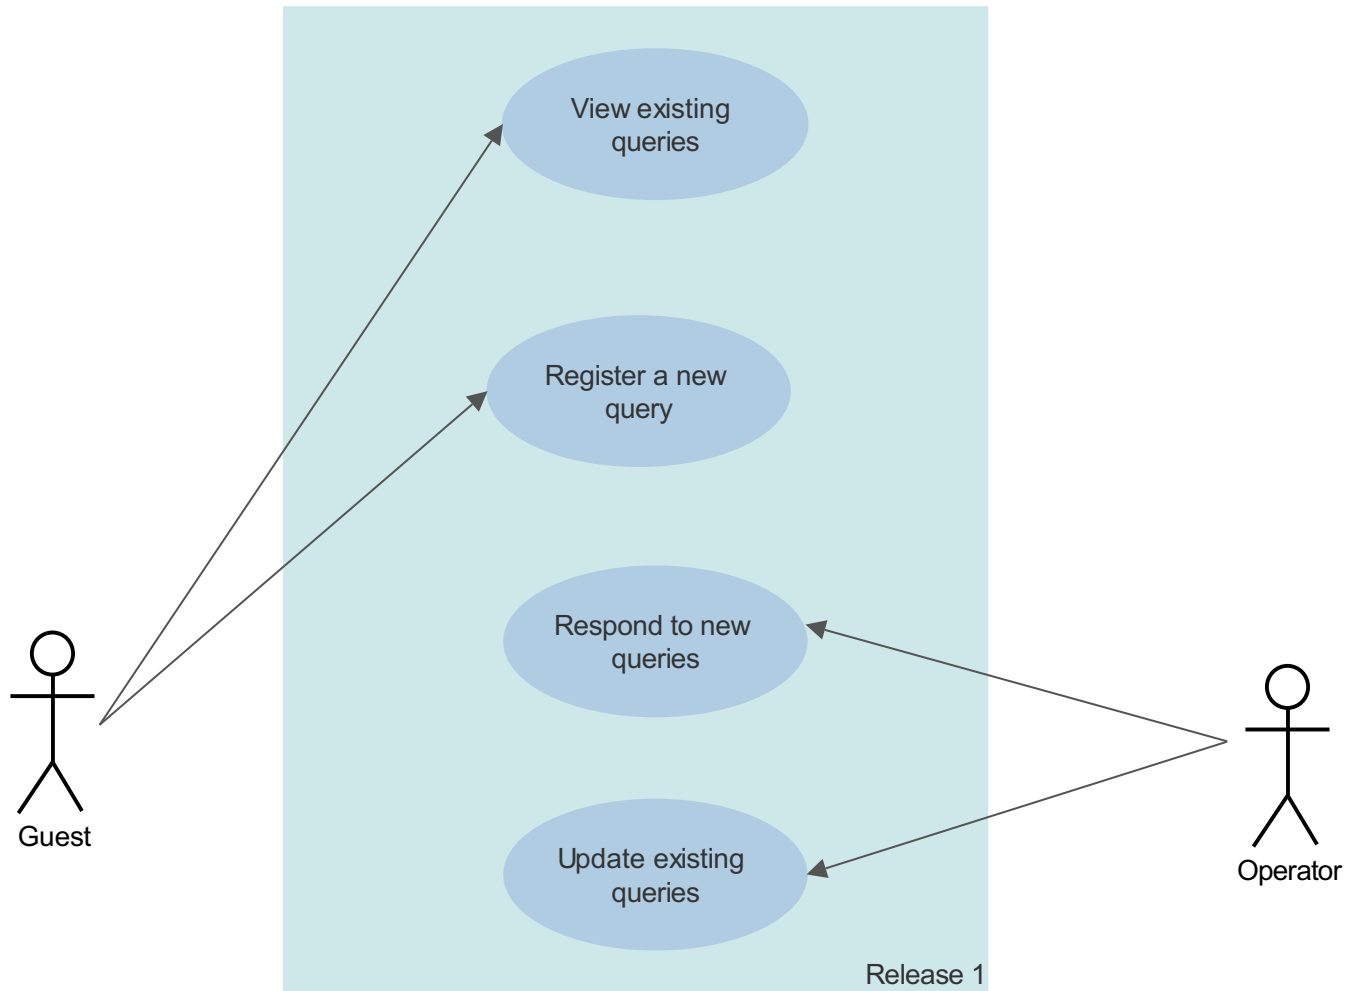 View existing
queries
Register a new
query
Respond to new
queries
Guest
Update existing
queries
Operator
Release 1